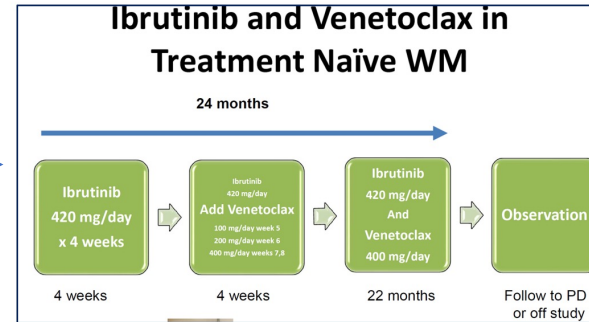 Ibrutinib and Venetoclax in
Treatment Naïve WM
24 months
Ibrutinib
420 mg/day
x 4 weeks
Ibrutinib
420 mg/day
Add Venetoclax
100 mg/day week 5
200 mg/day week 6
400 mg/day weeks 7,8
Ibrutinib
420 mg/day
And
Venetoclax
400 mg/day
Observation
4 weeks
4 weeks
22 months
Follow to PD
or off study